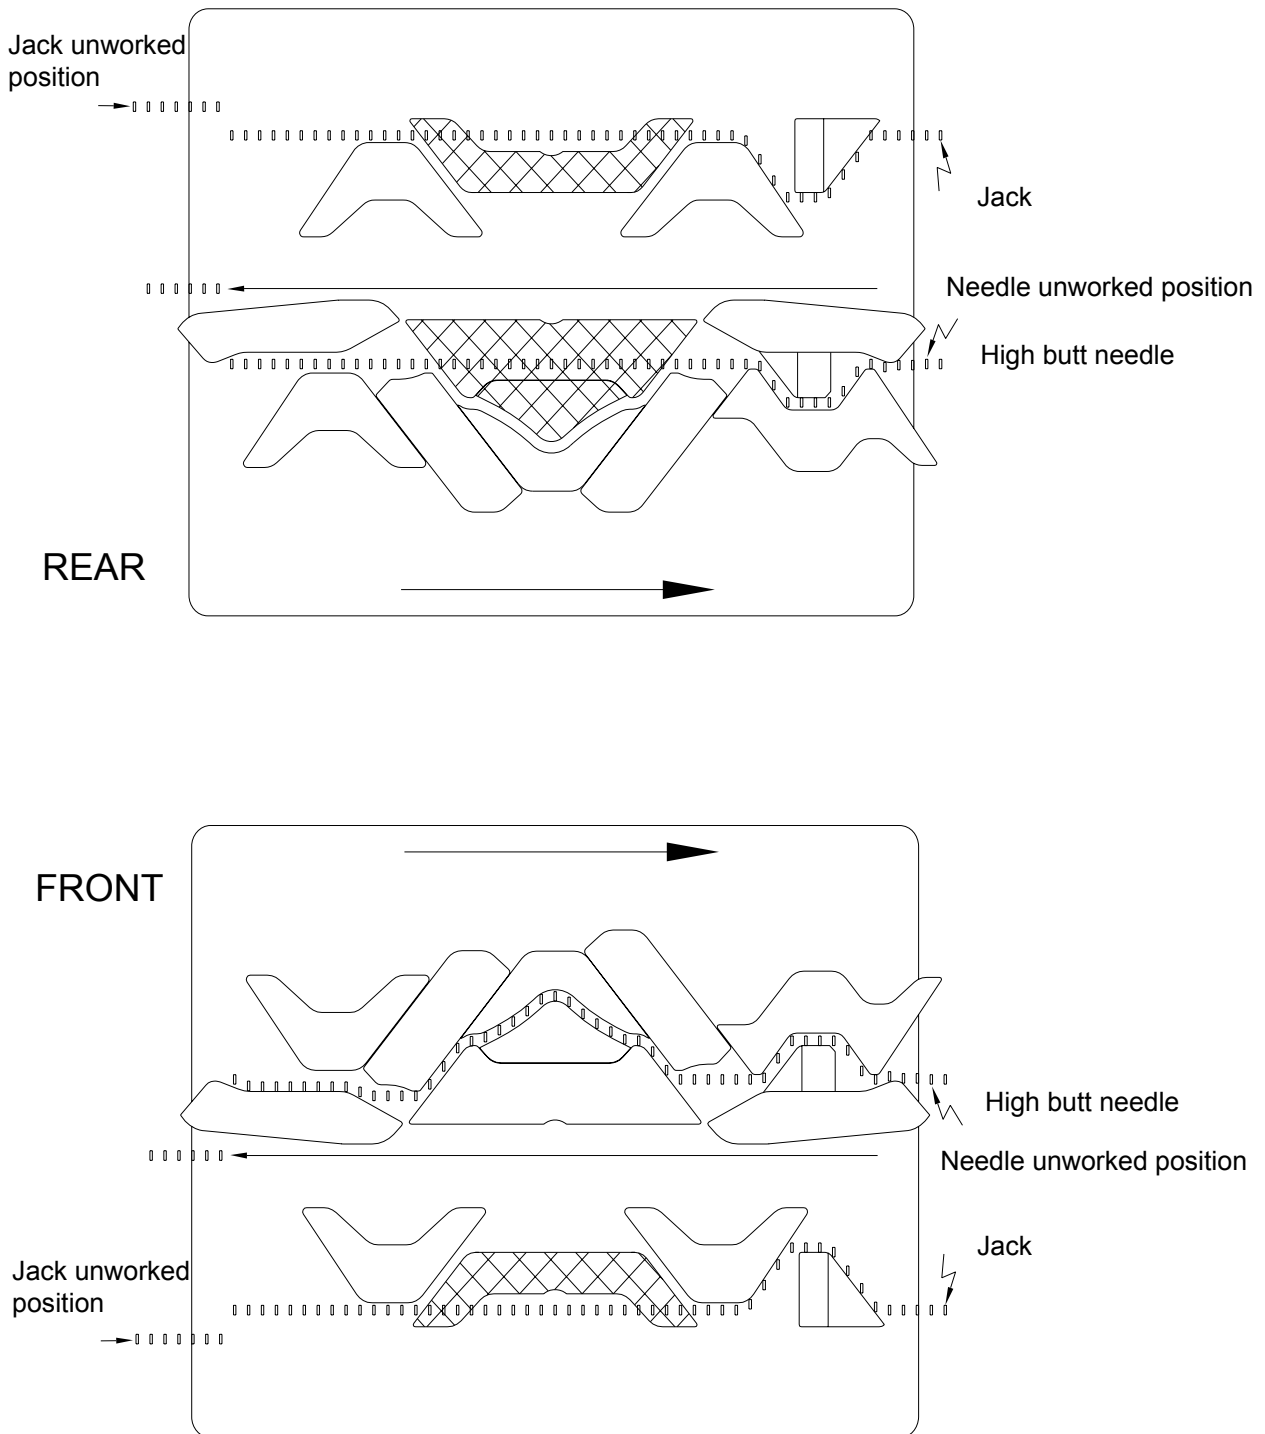 Jack unworked
position
Jack
Needle unworked position
High butt needle
REAR
FRONT
High butt needle
Needle unworked position
Jack
Jack unworked
position